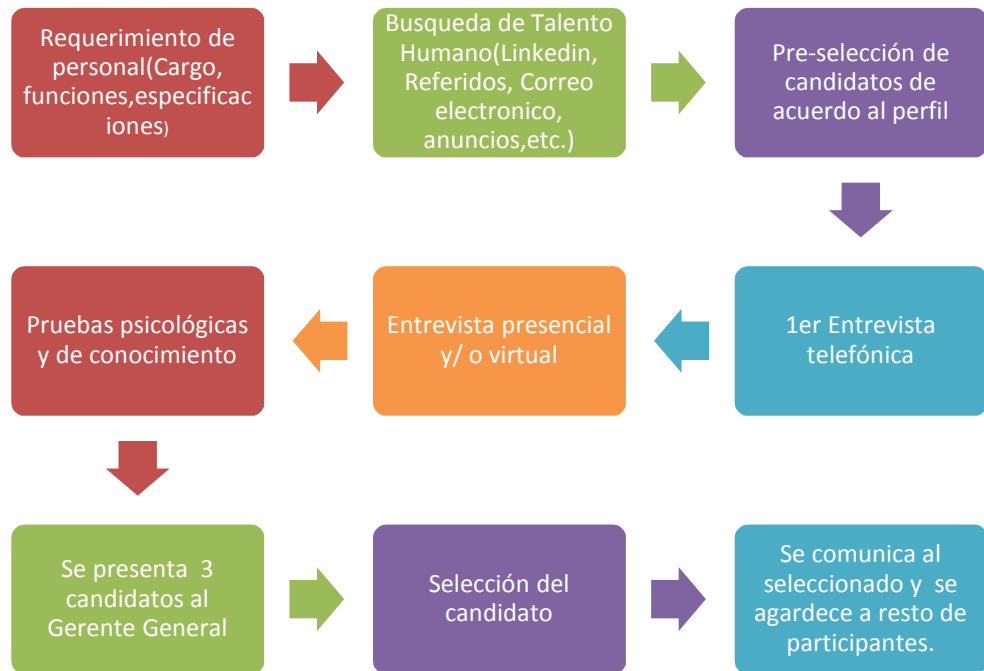 Requerimiento de
personal(Cargo,
funciones,especificac
iones)
Busqueda de Talento
Humano(Linkedin,
Referidos, Correo
electronico,
anuncios,etc.)
Pre-selección de
candidatos de
acuerdo al perfil
1er Entrevista
telefónica
Entrevista presencial
y/ o virtual
Pruebas psicológicas
y de conocimiento
Se presenta 3
candidatos al
Gerente General
Selección del
candidato
Se comunica al
seleccionado y se
agardece a resto de
participantes.